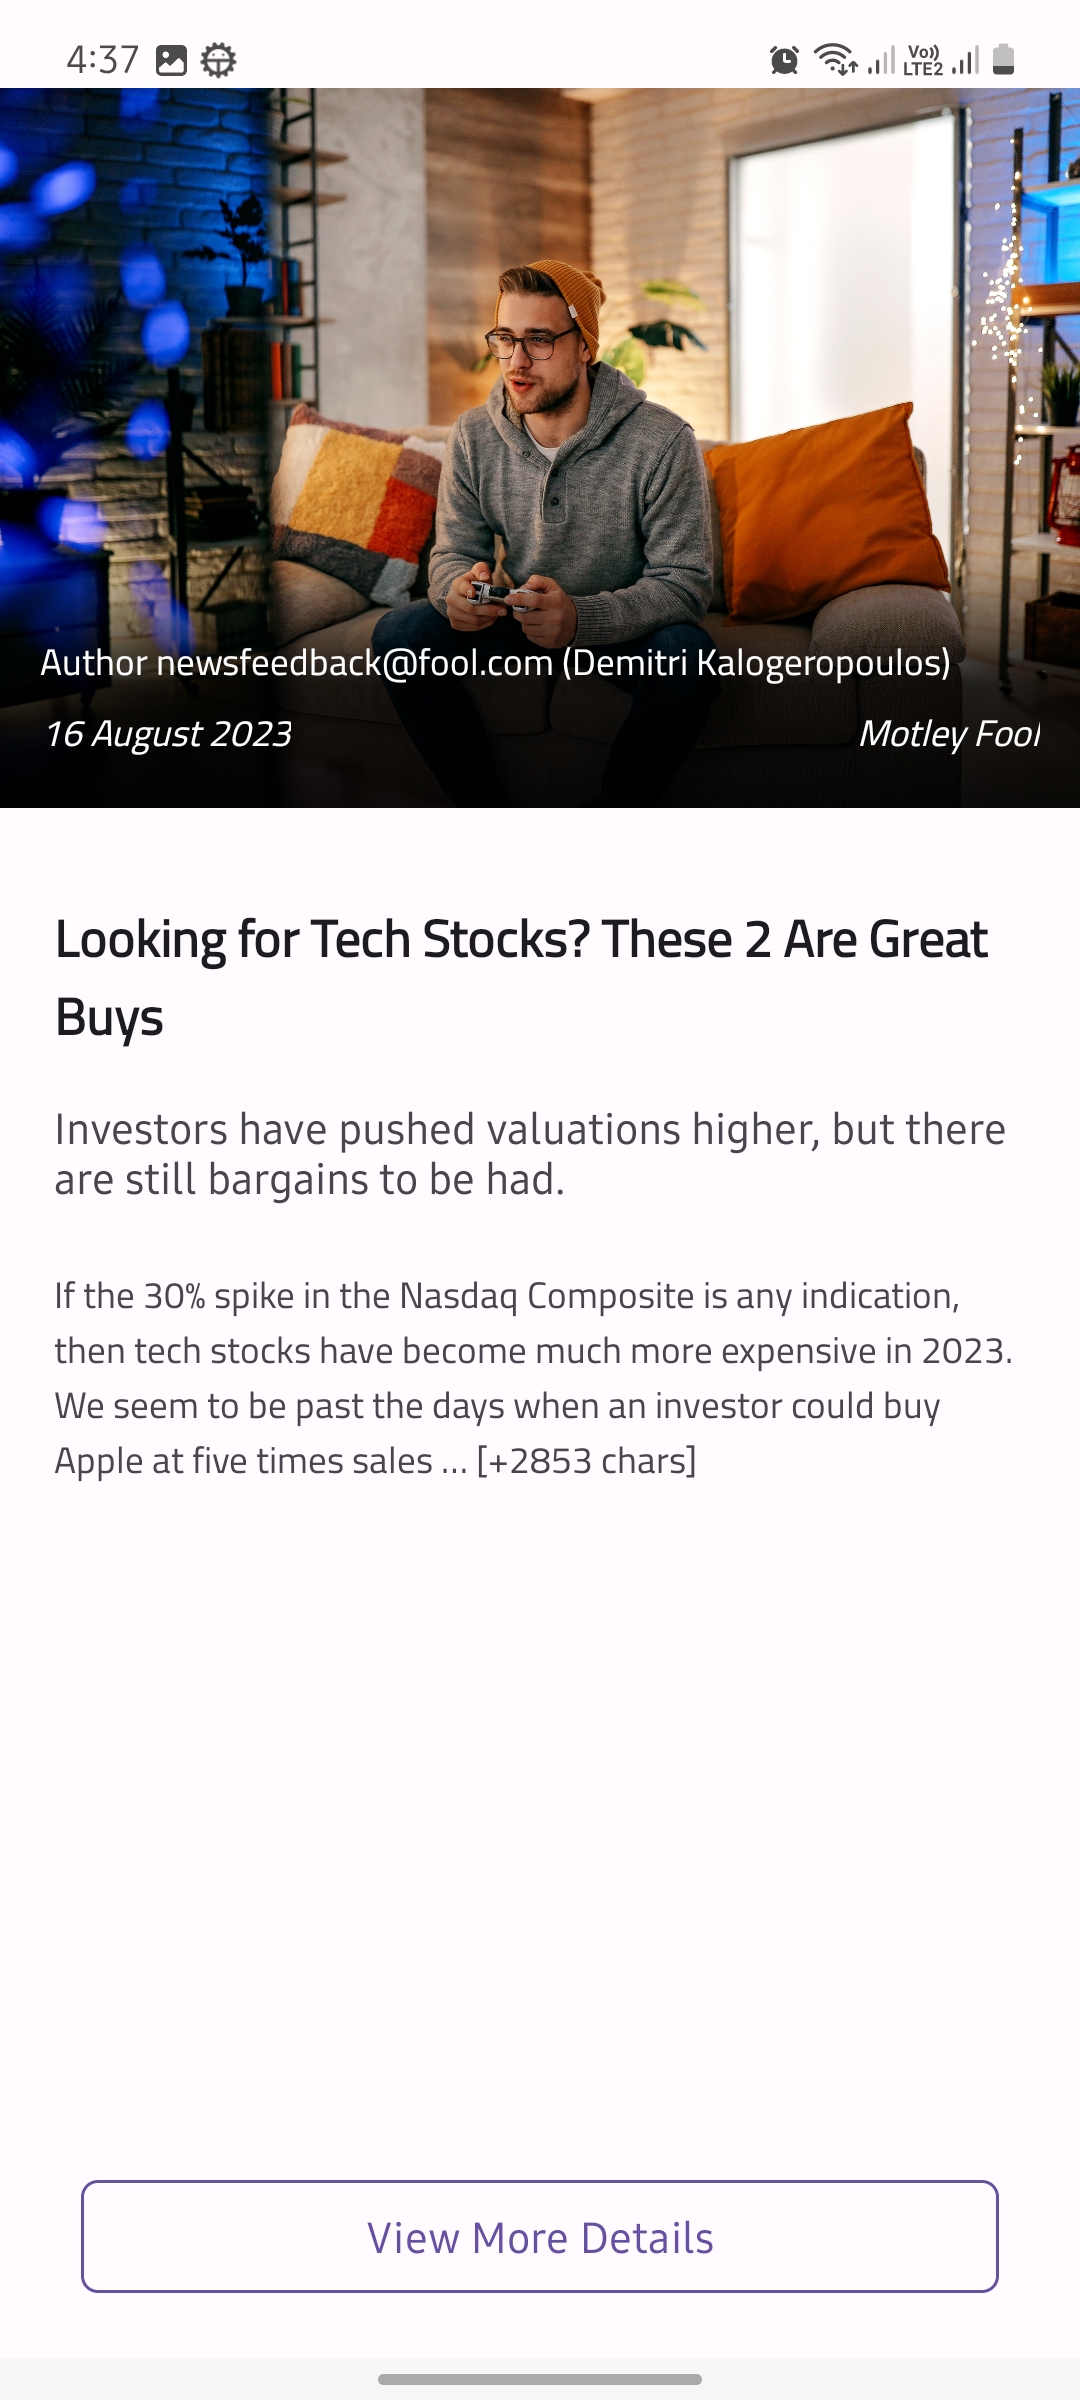 4:37
Vo)) LTE2
Author newsfeedback@fool.com (Demitri Kalogeropoulos)
16 August 2023
Motley Fool
Looking for Tech Stocks? These 2 Are Great
Buys
Investors have pushed valuations higher, but there
are still bargains to be had.
If the 30% spike in the Nasdaq Composite is any indication,
then tech stocks have become much more expensive in 2023.
We seem to be past the days when an investor could buy
Apple at five times sales … [+2853 chars]
View More Details